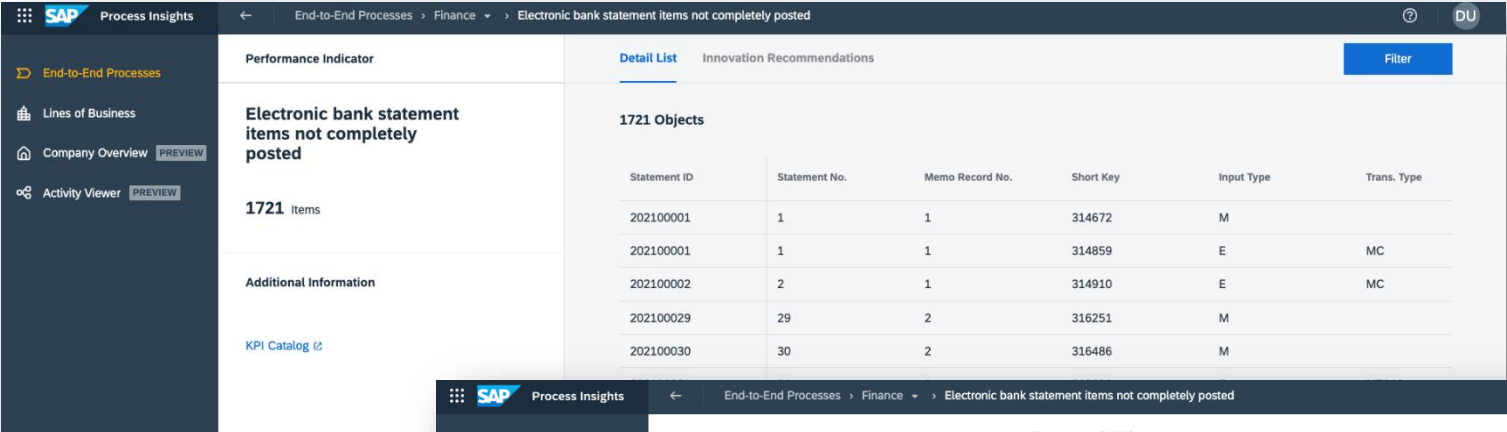 SAP Process Insights ← End-to-End Processes > Finance > Electronic bank statement items not completely posted ? DU
End-to-End Processes
Lines of Business
Company Overview PREVIEW
Activity Viewer PREVIEW
Performance Indicator
Electronic bank statement
items not completely
posted
1721 Items
Additional Information
KPI Catalog
Detail List Innovation Recommendations Filter
1721 Objects
Statement ID Statement No. Memo Record No. Short Key Input Type Trans. Type
202100001 1 1 314672 M
202100001 1 1 314859 E MC
202100002 2 1 314910 E MC
202100029 29 2 316251 M
202100030 30 2 316486 M
SAP Process Insights ← End-to-End Processes > Finance > Electronic bank statement items not completely posted